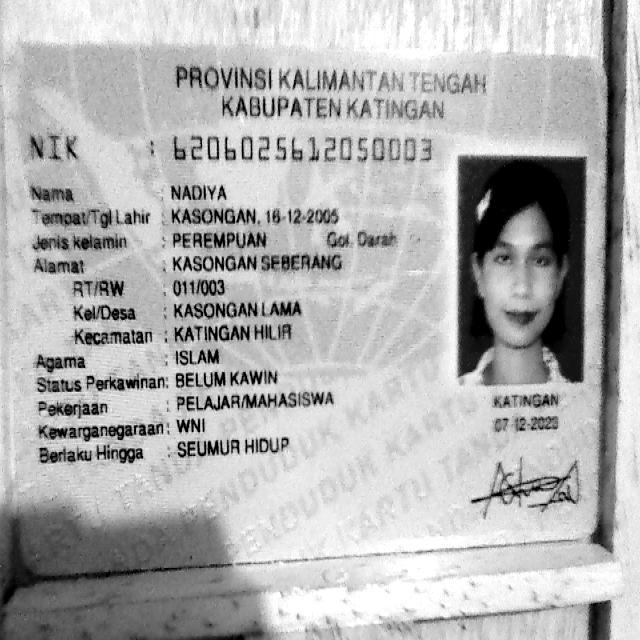 PROVINSI KALIMANTAN TENGAH
KABUPATEN KATINGAN
NIK : 6206025612050003
Nama : NADIYA
Tempat/Tgl Lahir : KASONGAN, 16-12-2005
Jenis kelamin : PEREMPUAN Gol. Darah
Alamat : KASONGAN SEBERANG
RT/RW : 011/003
Kel/Desa : KASONGAN LAMA
Kecamatan : KATINGAN HILIR
Agama : ISLAM
Status Perkawinan: BELUM KAWIN
Pekerjaan : PELAJAR/MAHASISWA
Kewarganegaraan: WNI
Berlaku Hingga : SEUMUR HIDUP
KATINGAN
07-12-2023